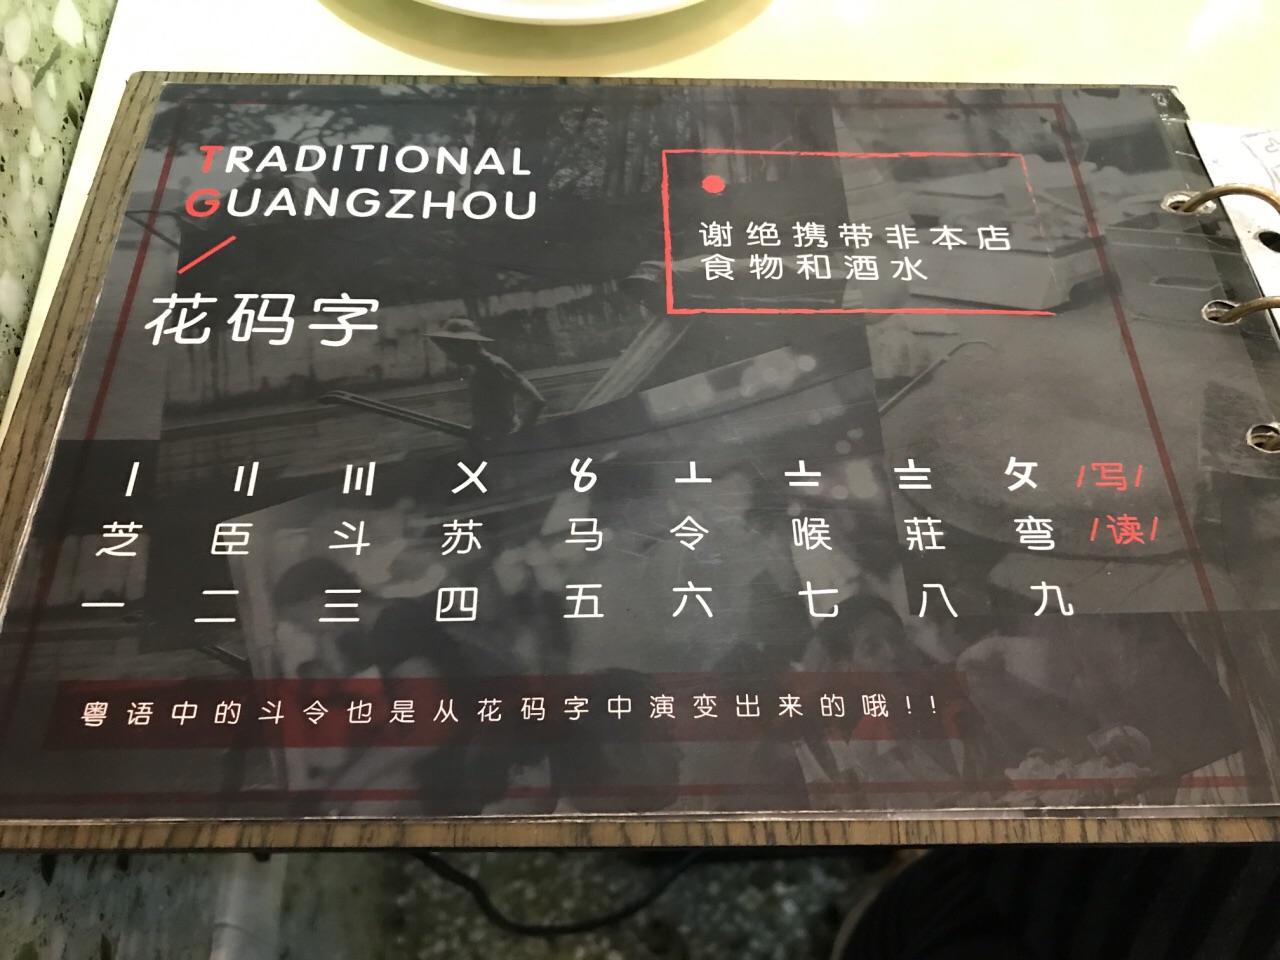 TRADITIONAL
GUANGZHOU
花码字
谢绝携带非本店
食物和酒水
〡 〢 〣 〤 〥 〦 〧 〨 〩 /写/
芝 臣 斗 苏 马 令 喉 莊 弯 /读/
一 二 三 四 五 六 七 八 九
粤语中的斗令也是从花码字中演变出来的哦!!